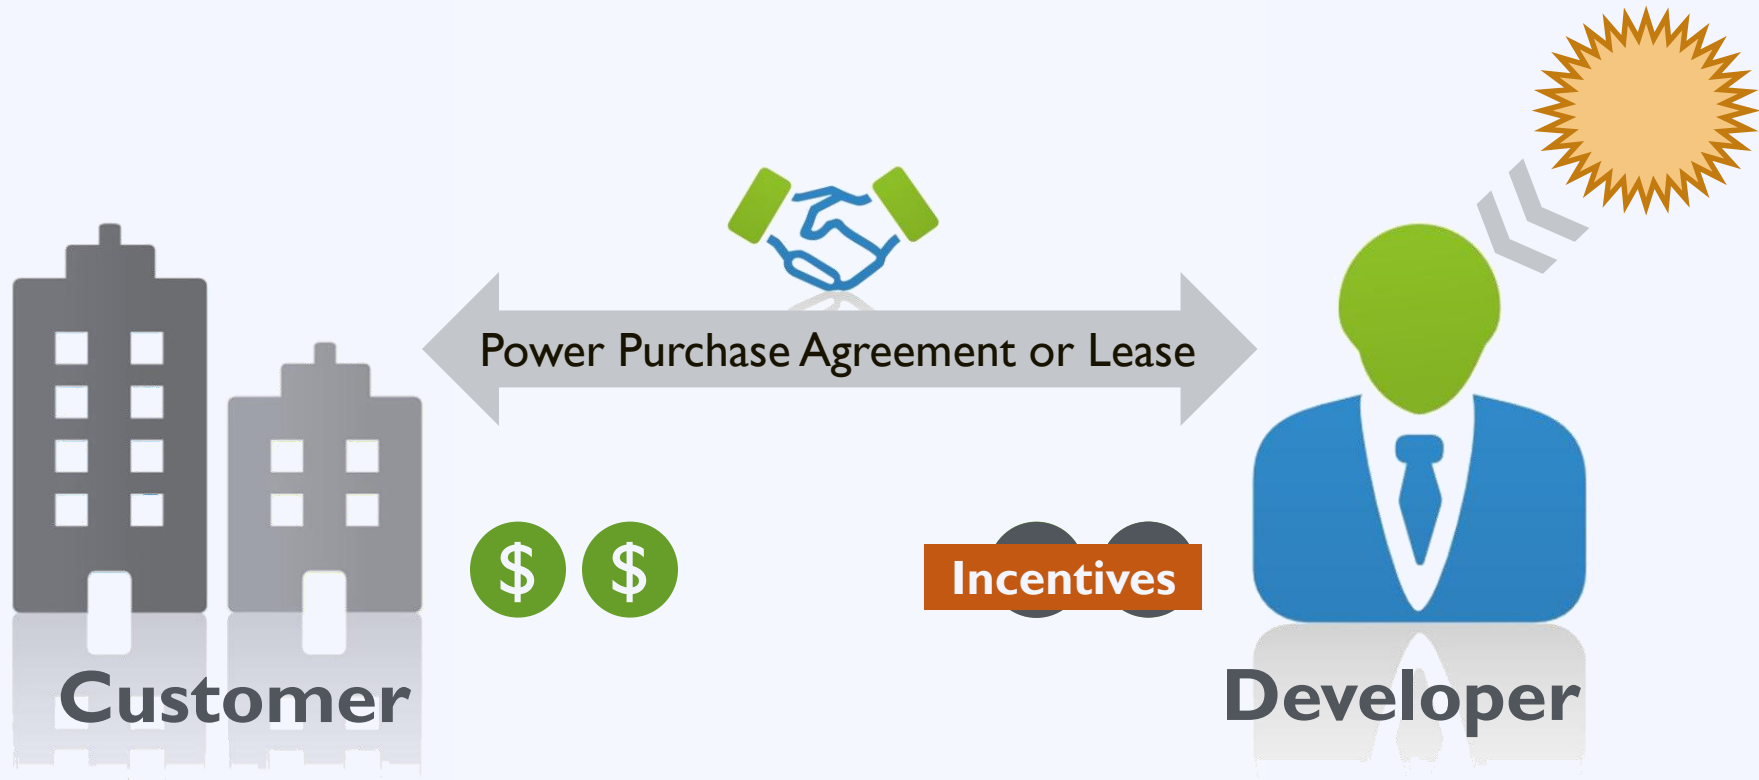 Power Purchase Agreement or Lease
$ $
Incentives
Customer
Developer